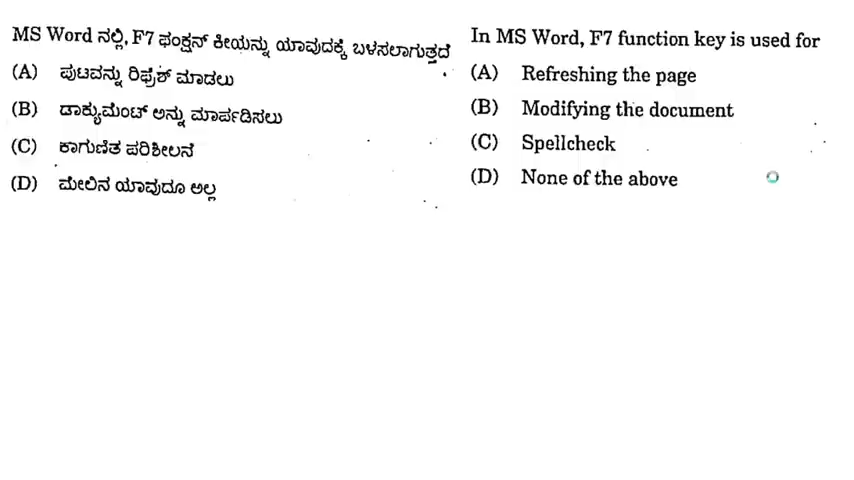 MS Word ನಲ್ಲಿ, F7 ಫಂಕ್ಷನ್ ಕೀಯನ್ನು ಯಾವುದಕ್ಕೆ ಬಳಸಲಾಗುತ್ತದೆ
(A) ಪುಟವನ್ನು ರಿಫ್ರೆಶ್ ಮಾಡಲು
(B) ಡಾಕ್ಯುಮೆಂಟ್ ಅನ್ನು ಮಾರ್ಪಡಿಸಲು
(C) ಕಾಗುಣಿತ ಪರಿಶೀಲನೆ
(D) ಮೇಲಿನ ಯಾವುದೂ ಅಲ್ಲ
In MS Word, F7 function key is used for
(A) Refreshing the page
(B) Modifying the document
(C) Spellcheck
(D) None of the above